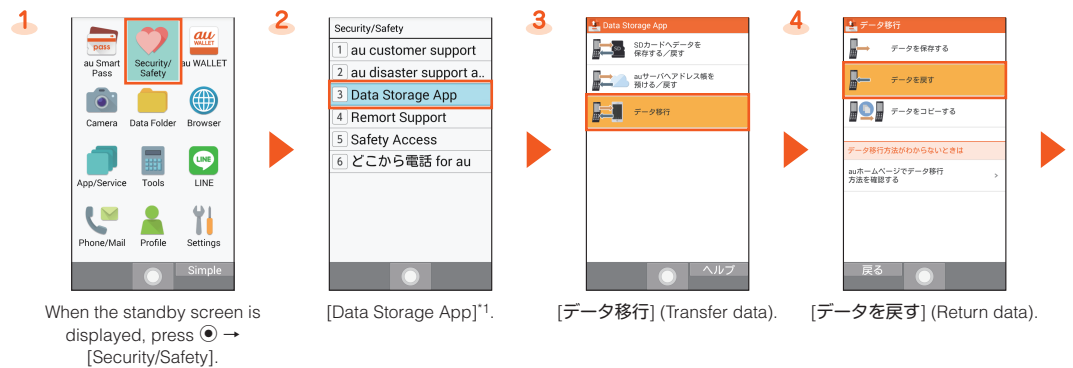 1
pass
au
WALLET
au Smart
Pass
Security/
Safety
au WALLET
Camera
Data Folder
Browser
LINE
App/Service
Tools
LINE
Phone/Mail
Profile
Settings
Simple
When the standby screen is
displayed, press ◉ →
[Security/Safety].
2
Security/Safety
1 au customer support
2 au disaster support a..
3 Data Storage App
4 Remort Support
5 Safety Access
6 どこから電話 for au
[Data Storage App]*1.
3
Data Storage App
SDカードへデータを
保存する/戻す
auサーバへアドレス帳を
預ける/戻す
データ移行
ヘルプ
[データ移行] (Transfer data).
4
データ移行
データを保存する
データを戻す
データをコピーする
データ移行方法がわからないときは
auホームページでデータ移行
方法を確認する >
戻る
[データを戻す] (Return data).